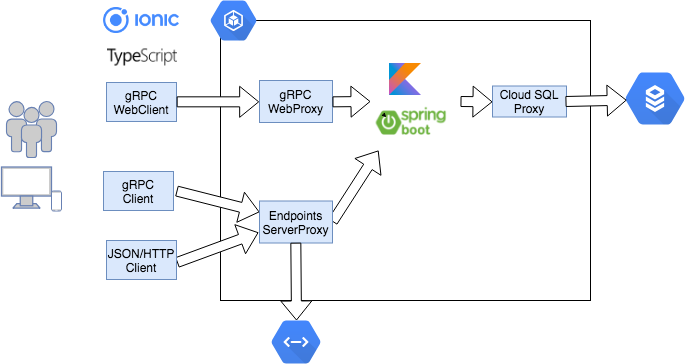 IONIC
TypeScript
gRPC
WebClient
gRPC
WebProxy
spring
boot
Cloud SQL
Proxy
gRPC
Client
Endpoints
ServerProxy
JSON/HTTP
Client